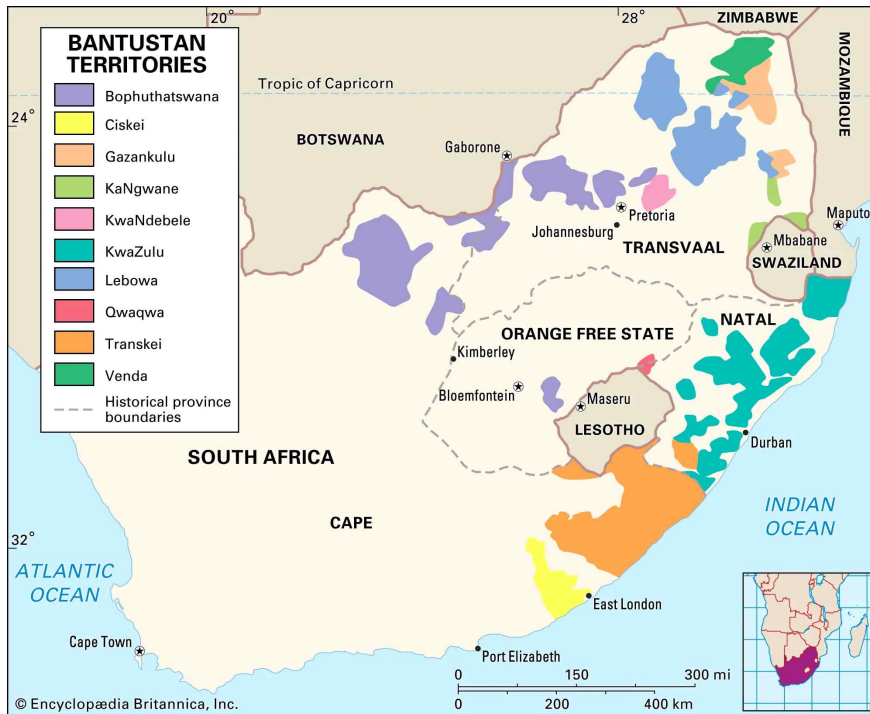 20°
28°
ZIMBABWE
BANTUSTAN
TERRITORIES
Bophuthatswana
Ciskei
Gazankulu
KaNgwane
KwaNdebele
KwaZulu
Lebowa
Qwaqwa
Transkei
Venda
Historical province
boundaries
Tropic of Capricorn
24°
MOZAMBIQUE
BOTSWANA
Gaborone
Pretoria
Johannesburg
TRANSVAAL
Maputo
Mbabane
SWAZILAND
NATAL
ORANGE FREE STATE
Kimberley
Bloemfontein
Maseru
LESOTHO
Durban
SOUTH AFRICA
CAPE
INDIAN
OCEAN
32°
ATLANTIC
OCEAN
East London
Cape Town
Port Elizabeth
0 150 300 mi
0 200 400 km
© Encyclopædia Britannica, Inc.